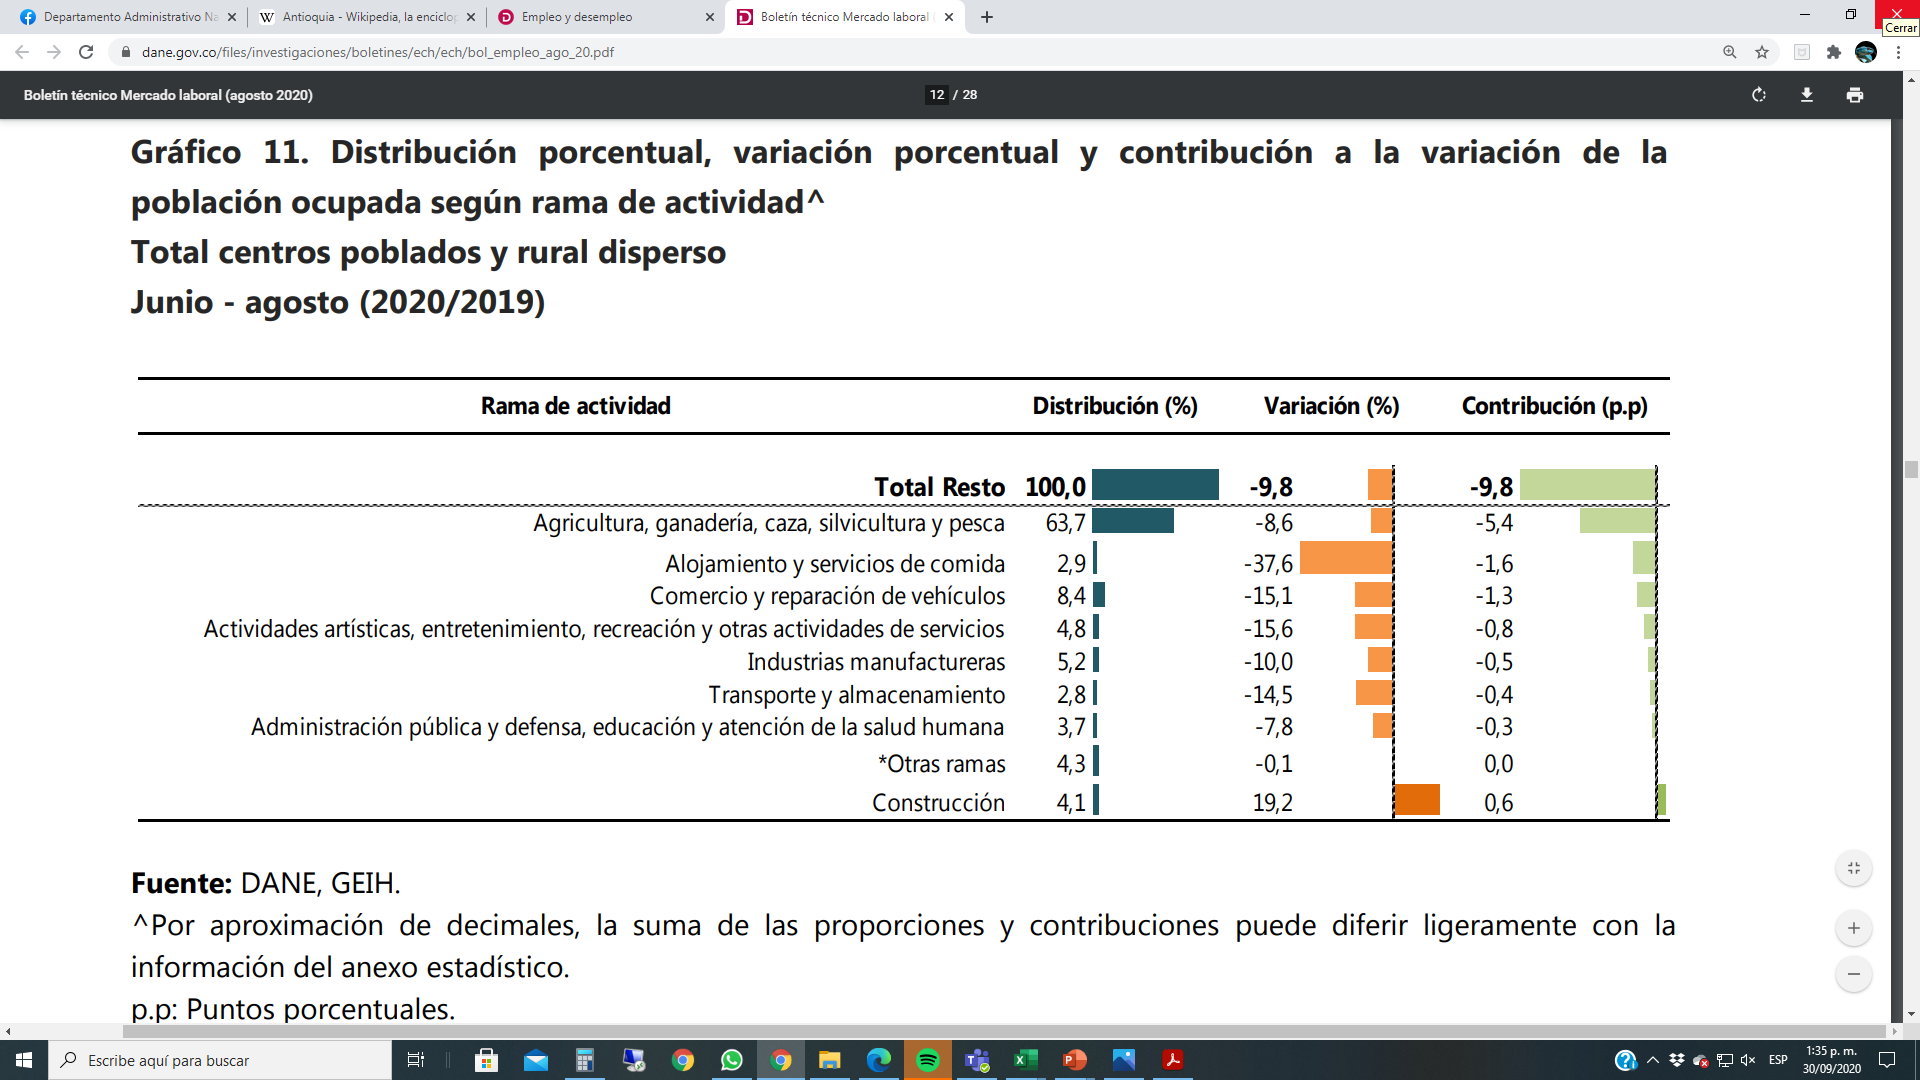 Departamento Administrativo Na
Antioquia - Wikipedia, la enciclop
Empleo y desempleo
Boletín técnico Mercado laboral (
Cerrar
dane.gov.co/files/investigaciones/boletines/ech/ech/bol_empleo_ago_20.pdf
Boletín técnico Mercado laboral (agosto 2020)
12 / 28
Gráfico 11. Distribución porcentual, variación porcentual y contribución a la variación de la
población ocupada según rama de actividad^
Total centros poblados y rural disperso
Junio - agosto (2020/2019)
Rama de actividad Distribución (%) Variación (%) Contribución (p.p)
Total Resto 100,0 -9,8 -9,8
Agricultura, ganadería, caza, silvicultura y pesca 63,7 -8,6 -5,4
Alojamiento y servicios de comida 2,9 -37,6 -1,6
Comercio y reparación de vehículos 8,4 -15,1 -1,3
Actividades artísticas, entretenimiento, recreación y otras actividades de servicios 4,8 -15,6 -0,8
Industrias manufactureras 5,2 -10,0 -0,5
Transporte y almacenamiento 2,8 -14,5 -0,4
Administración pública y defensa, educación y atención de la salud humana 3,7 -7,8 -0,3
*Otras ramas 4,3 -0,1 0,0
Construcción 4,1 19,2 0,6
Fuente: DANE, GEIH.
^Por aproximación de decimales, la suma de las proporciones y contribuciones puede diferir ligeramente con la
información del anexo estadístico.
p.p: Puntos porcentuales.
Escribe aquí para buscar
ESP
1:35 p. m.
30/09/2020